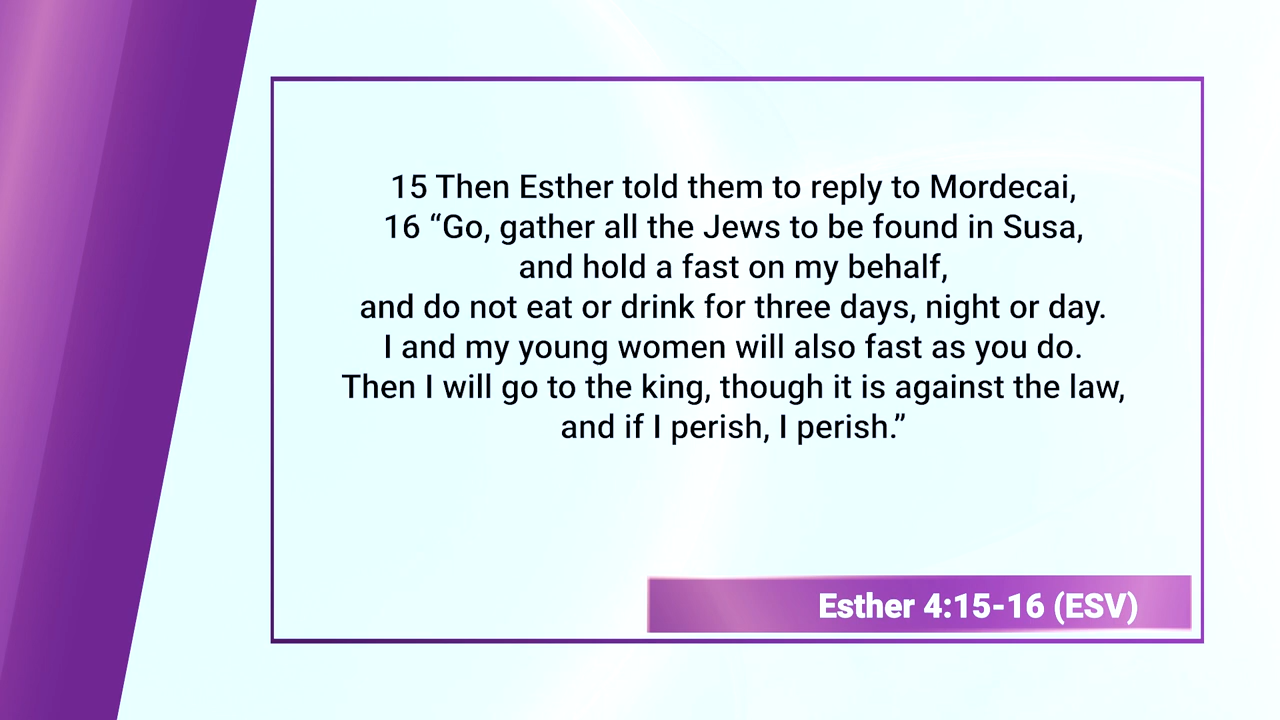 15 Then Esther told them to reply to Mordecai,
16 “Go, gather all the Jews to be found in Susa,
and hold a fast on my behalf,
and do not eat or drink for three days, night or day.
I and my young women will also fast as you do.
Then I will go to the king, though it is against the law,
and if I perish, I perish.”
Esther 4:15-16 (ESV)